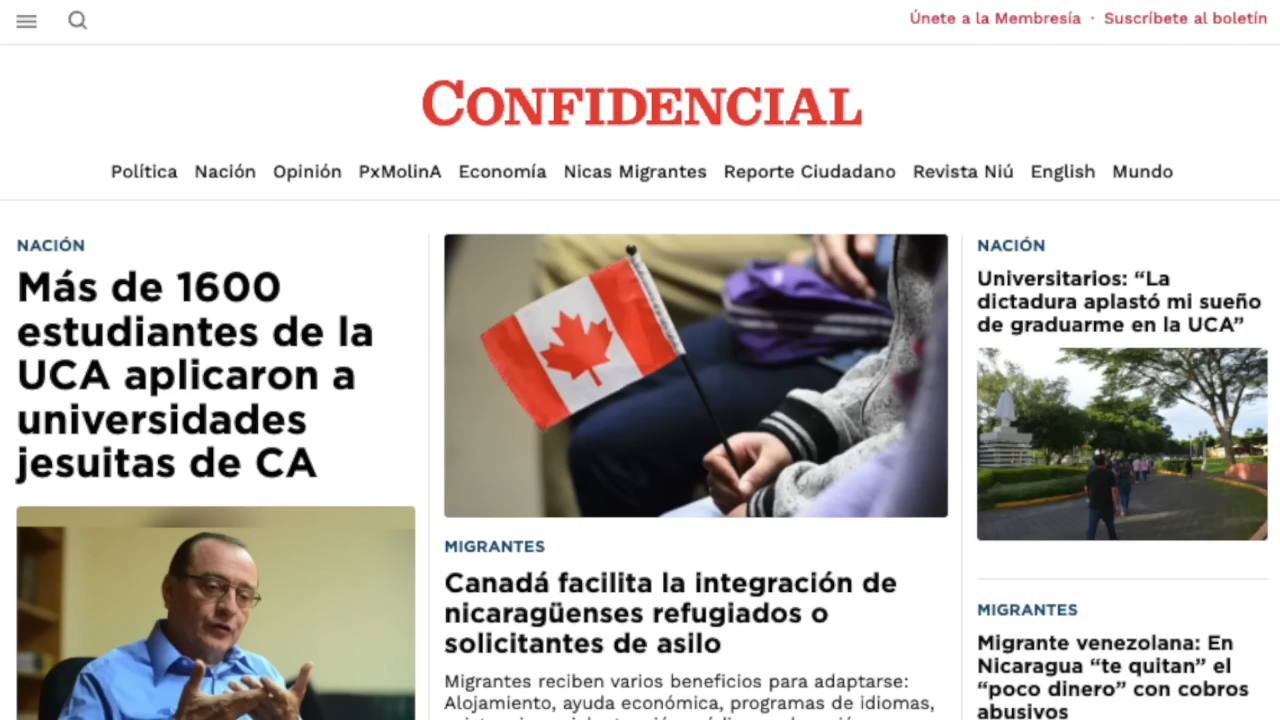 Únete a la Membresía · Suscríbete al boletín
CONFIDENCIAL
Política Nación Opinión PxMolinA Economía Nicas Migrantes Reporte Ciudadano Revista Niú English Mundo
NACIÓN
Más de 1600
estudiantes de la
UCA aplicaron a
universidades
jesuitas de CA
MIGRANTES
Canadá facilita la integración de
nicaragüenses refugiados o
solicitantes de asilo
Migrantes reciben varios beneficios para adaptarse:
Alojamiento, ayuda económica, programas de idiomas,
NACIÓN
Universitarios: “La
dictadura aplastó mi sueño
de graduarme en la UCA”
MIGRANTES
Migrante venezolana: En
Nicaragua “te quitan” el
“poco dinero” con cobros
abusivos